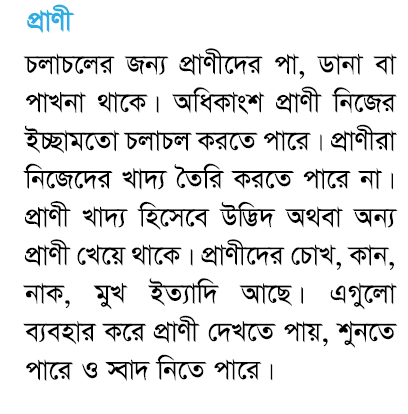 প্রাণী
চলাচলের জন্য প্রাণীদের পা, ডানা বা
পাখনা থাকে। অধিকাংশ প্রাণী নিজের
ইচ্ছামতো চলাচল করতে পারে। প্রাণীরা
নিজেদের খাদ্য তৈরি করতে পারে না।
প্রাণী খাদ্য হিসেবে উদ্ভিদ অথবা অন্য
প্রাণী খেয়ে থাকে। প্রাণীদের চোখ, কান,
নাক, মুখ ইত্যাদি আছে। এগুলো
ব্যবহার করে প্রাণী দেখতে পায়, শুনতে
পারে ও স্বাদ নিতে পারে।